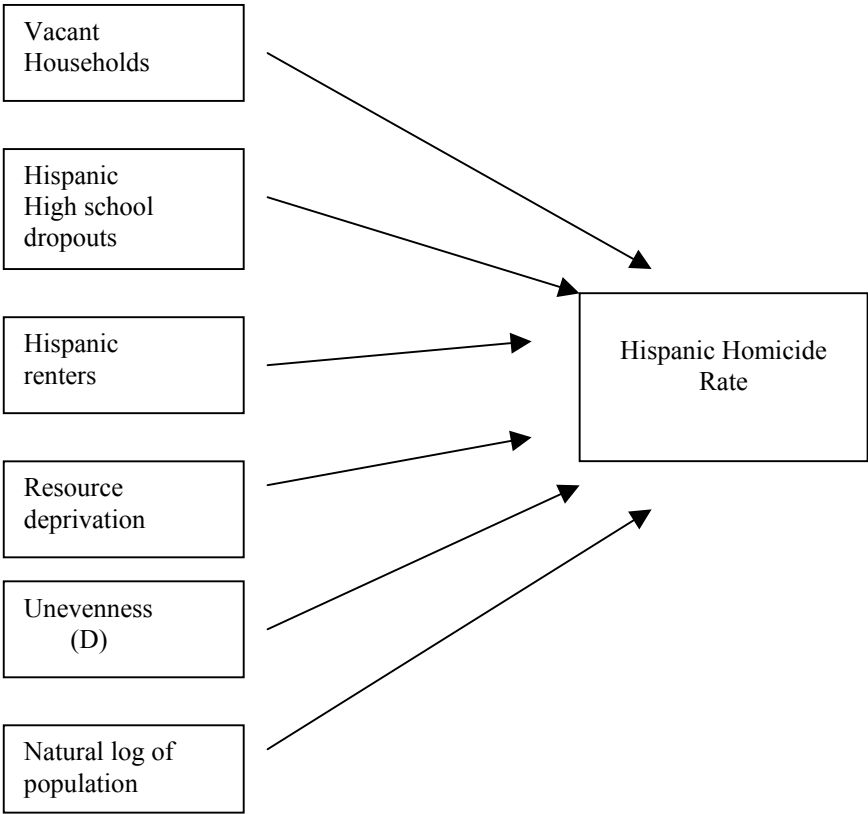 Vacant
Households
Hispanic
High school
dropouts
Hispanic
renters
Resource
deprivation
Unevenness
(D)
Natural log of
population
Hispanic Homicide
Rate